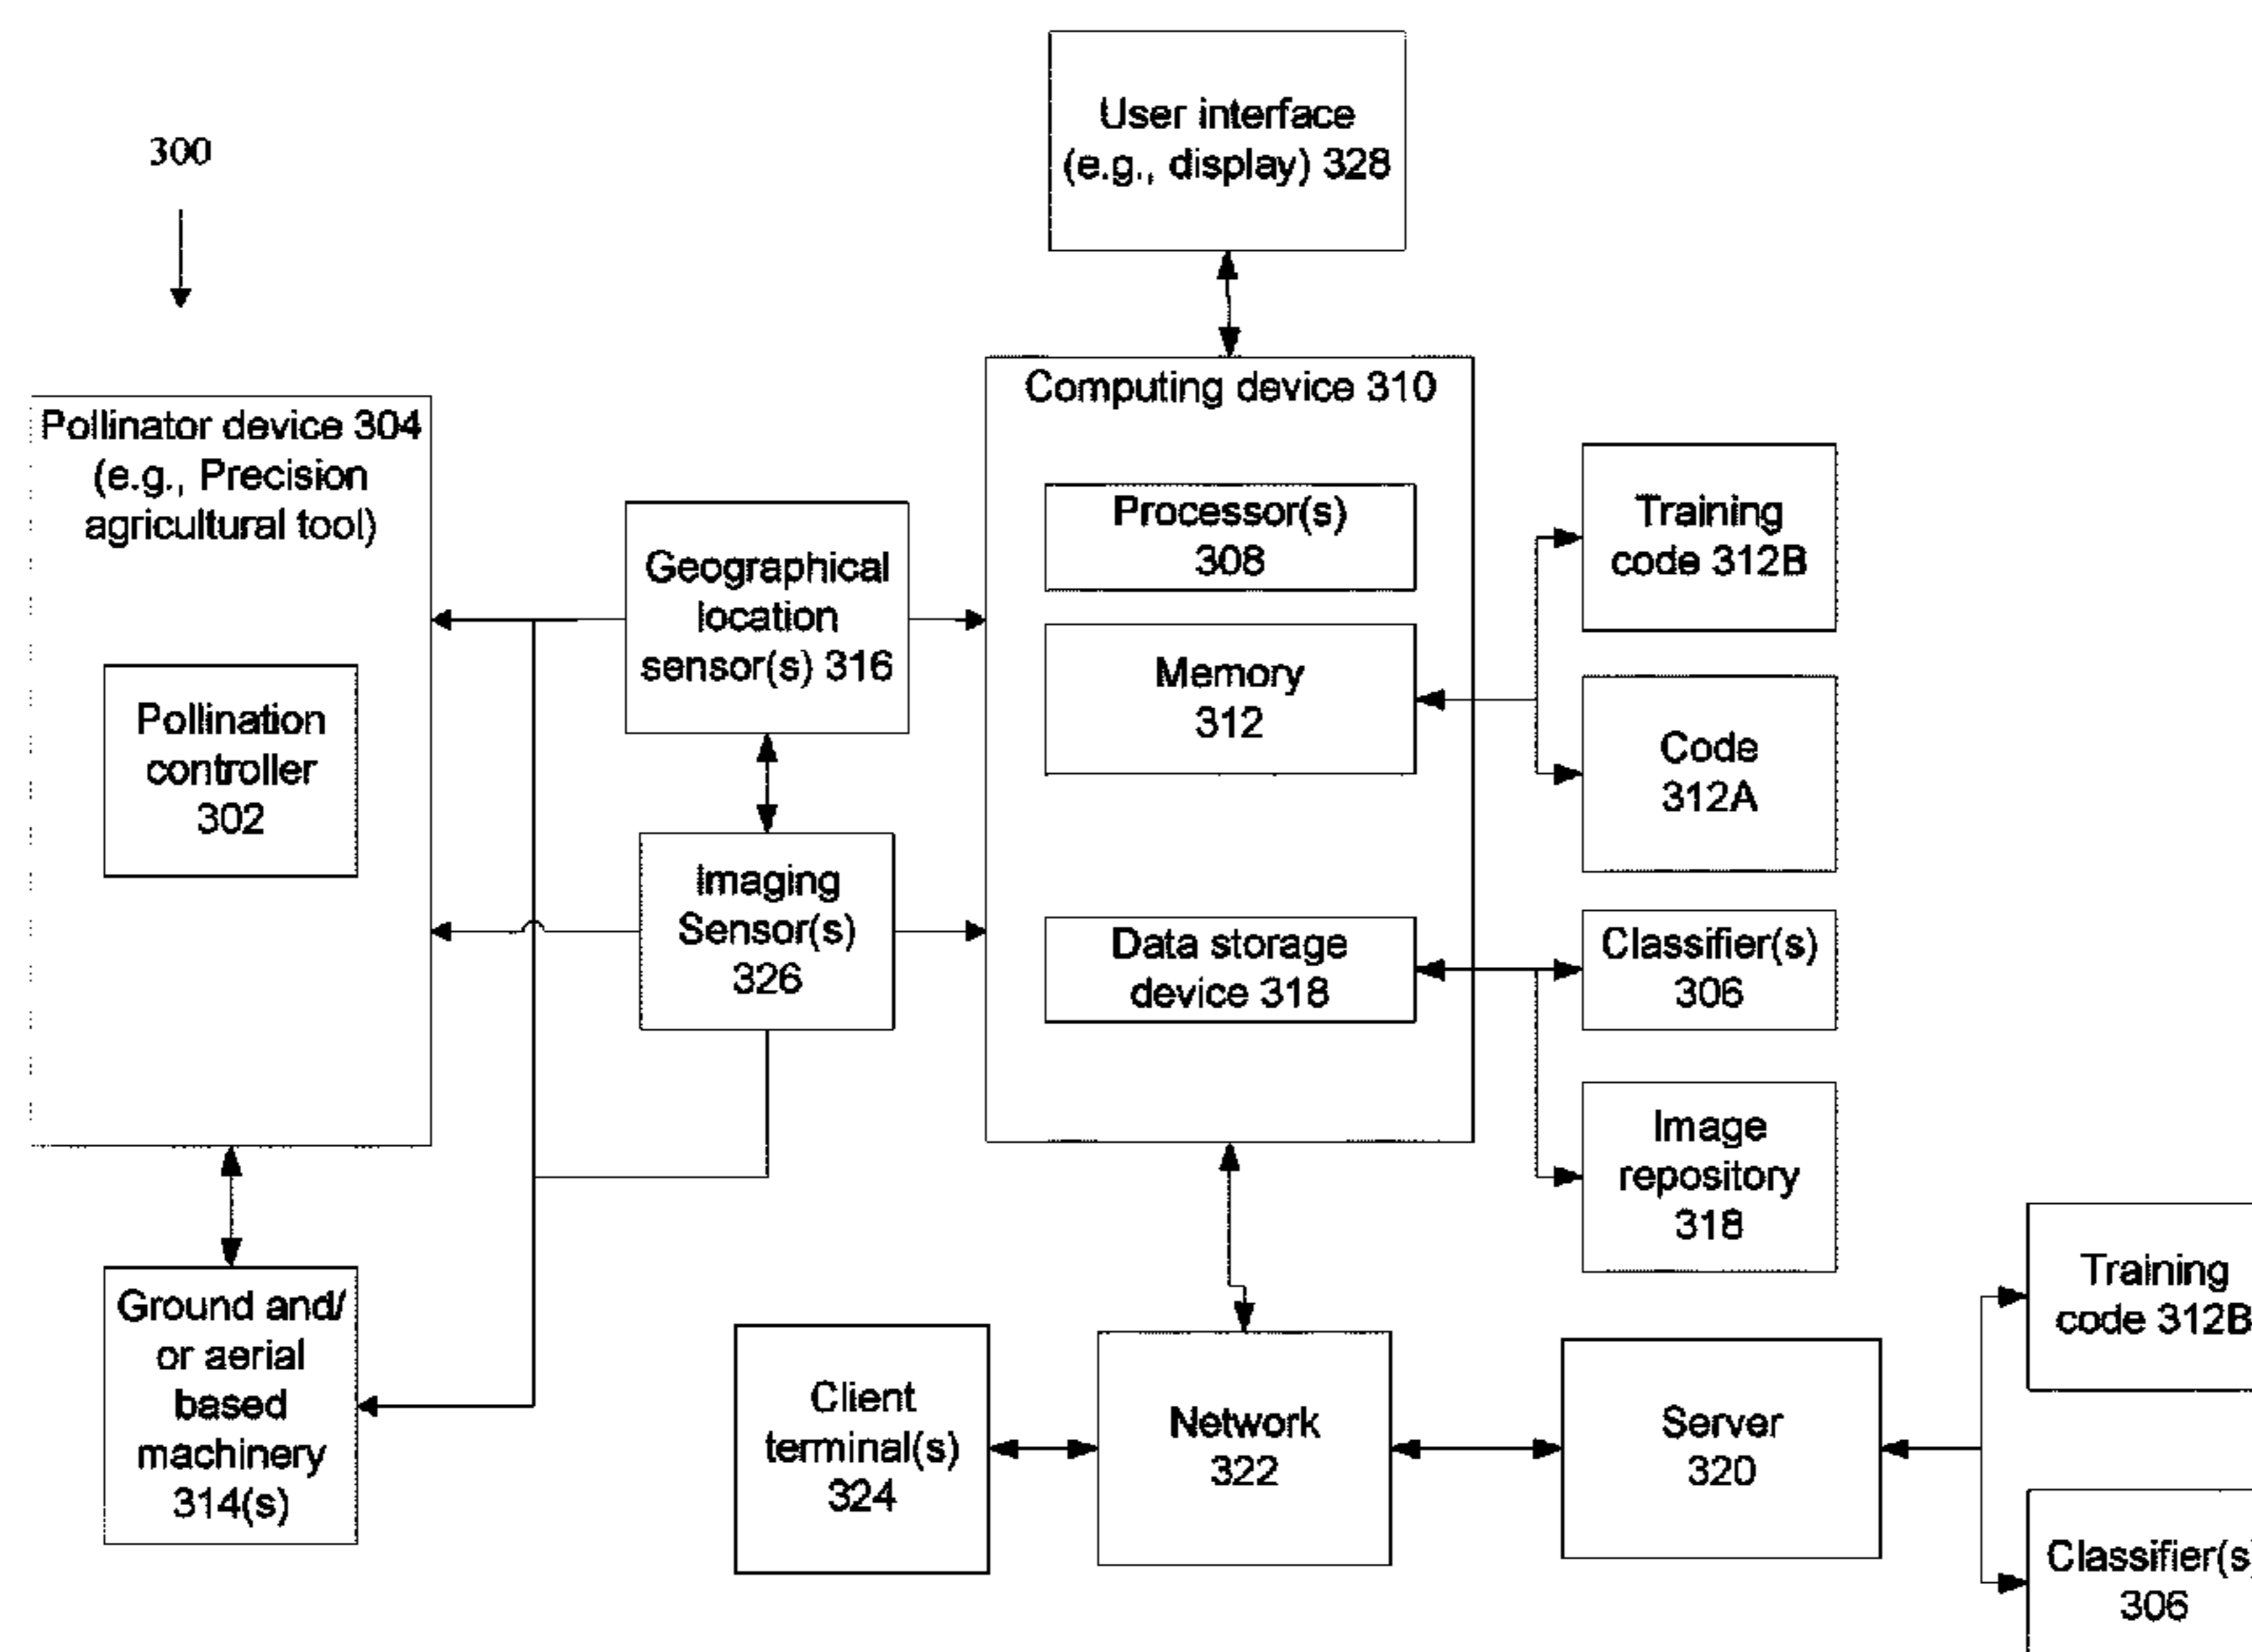 300
User interface
(e.g., display) 328
Pollinator device 304
(e.g., Precision
agricultural tool)
Pollination
controller
302
Geographical
location
sensor(s) 316
Imaging
Sensor(s)
326
Computing device 310
Processor(s)
308
Memory
312
Data storage
device 318
Training
code 312B
Code
312A
Classifier(s)
306
Image
repository
318
Ground and/
or aerial
based
machinery
314(s)
Client
terminal(s)
324
Network
322
Server
320
Training
code 312B
Classifier(s)
306